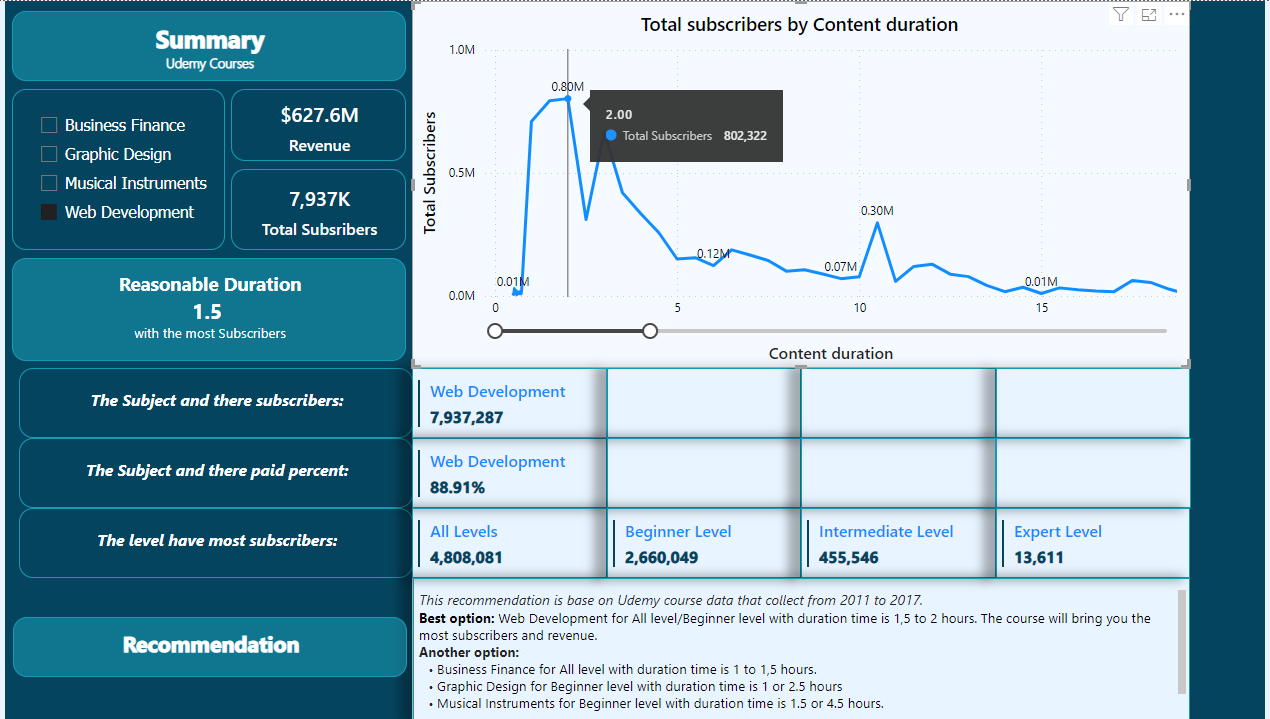 Summary
Udemy Courses
Business Finance
Graphic Design
Musical Instruments
Web Development
$627.6M
Revenue
7,937K
Total Subsribers
Reasonable Duration
1.5
with the most Subscribers
Total subscribers by Content duration
Total Subscribers
1.0M
0.5M
0.0M
0.01M
0.80M
0.12M
0.07M
0.30M
0.01M
2.00
Total Subscribers 802,322
0 5 10 15
Content duration
The Subject and there subscribers:
Web Development
7,937,287
The Subject and there paid percent:
Web Development
88.91%
The level have most subscribers:
All Levels
4,808,081
Beginner Level
2,660,049
Intermediate Level
455,546
Expert Level
13,611
Recommendation
This recommendation is base on Udemy course data that collect from 2011 to 2017.
Best option: Web Development for All level/Beginner level with duration time is 1,5 to 2 hours. The course will bring you the
most subscribers and revenue.
Another option:
• Business Finance for All level with duration time is 1 to 1,5 hours.
• Graphic Design for Beginner level with duration time is 1 or 2.5 hours
• Musical Instruments for Beginner level with duration time is 1.5 or 4.5 hours.